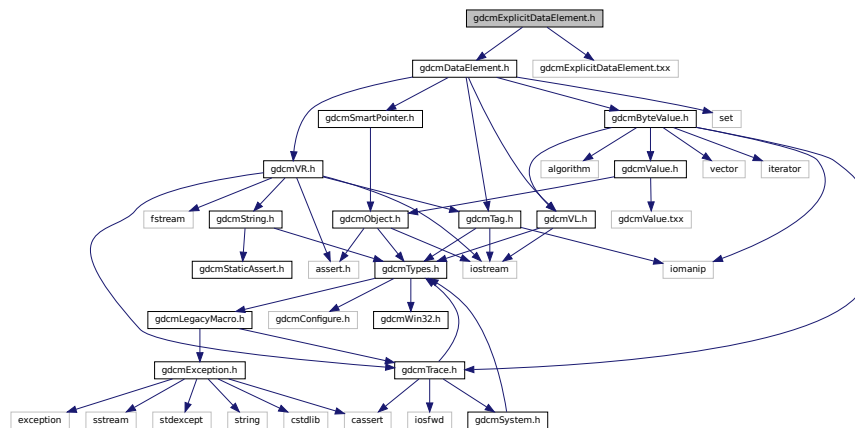 gdcmExplicitDataElement.h
gdcmDataElement.h
gdcmExplicitDataElement.txx
gdcmSmartPointer.h
gdcmByteValue.h
set
gdcmVR.h
algorithm
gdcmValue.h
vector
iterator
fstream
gdcmString.h
gdcmObject.h
gdcmTag.h
gdcmVL.h
gdcmValue.txx
gdcmStaticAssert.h
assert.h
gdcmTypes.h
iostream
iomanip
gdcmLegacyMacro.h
gdcmConfigure.h
gdcmWin32.h
gdcmException.h
gdcmTrace.h
exception
sstream
stdexcept
string
cstdlib
cassert
iosfwd
gdcmSystem.h